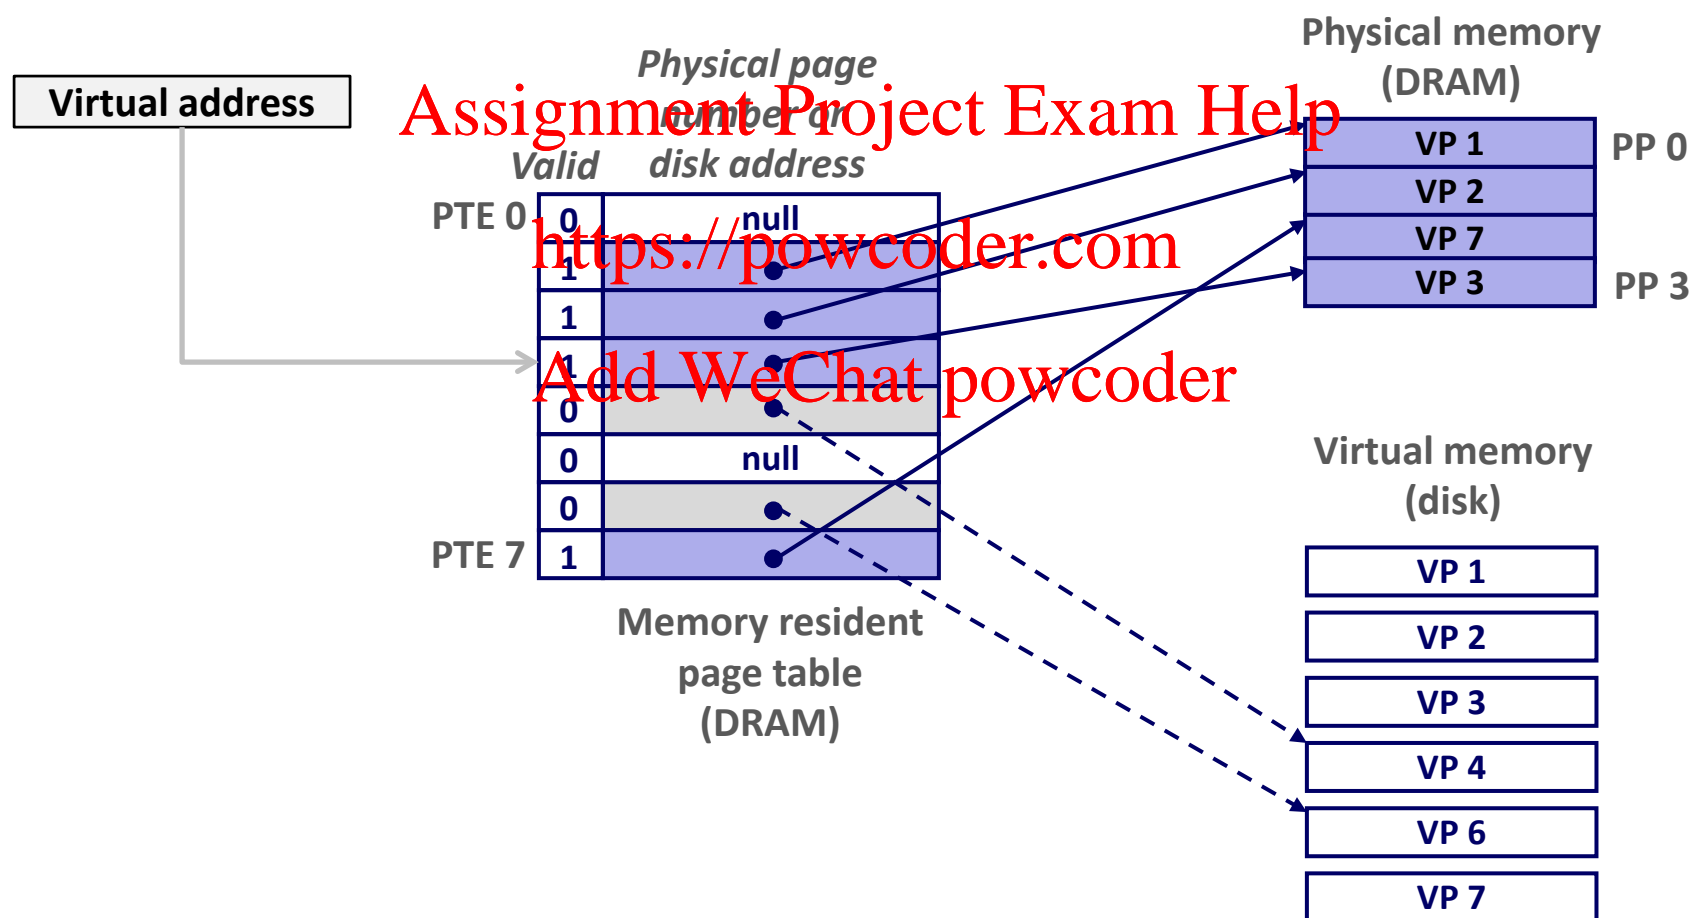 Physical memory
(DRAM)
Physical page
number or
disk address
Virtual address
Assignment Project Exam Help
Valid
VP 1
PP 0
VP 2
VP 7
VP 3
PP 3
PTE 0
0
null
https://powcoder.com
1
1
1
Add WeChat powcoder
0
0
null
0
PTE 7
1
Memory resident
page table
(DRAM)
Virtual memory
(disk)
VP 1
VP 2
VP 3
VP 4
VP 6
VP 7